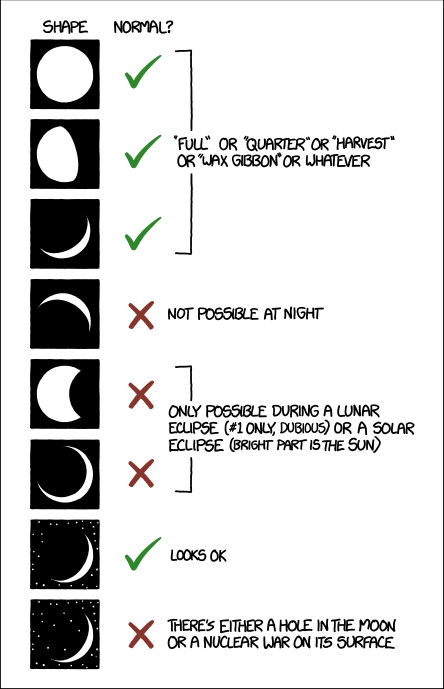 SHAPE NORMAL?
"FULL" OR "QUARTER" OR "HARVEST"
OR "WAX GIBBON" OR WHATEVER
NOT POSSIBLE AT NIGHT
ONLY POSSIBLE DURING A LUNAR
ECLIPSE (#1 ONLY, DUBIOUS) OR A SOLAR
ECLIPSE (BRIGHT PART IS THE SUN)
LOOKS OK
THERE'S EITHER A HOLE IN THE MOON
OR A NUCLEAR WAR ON ITS SURFACE